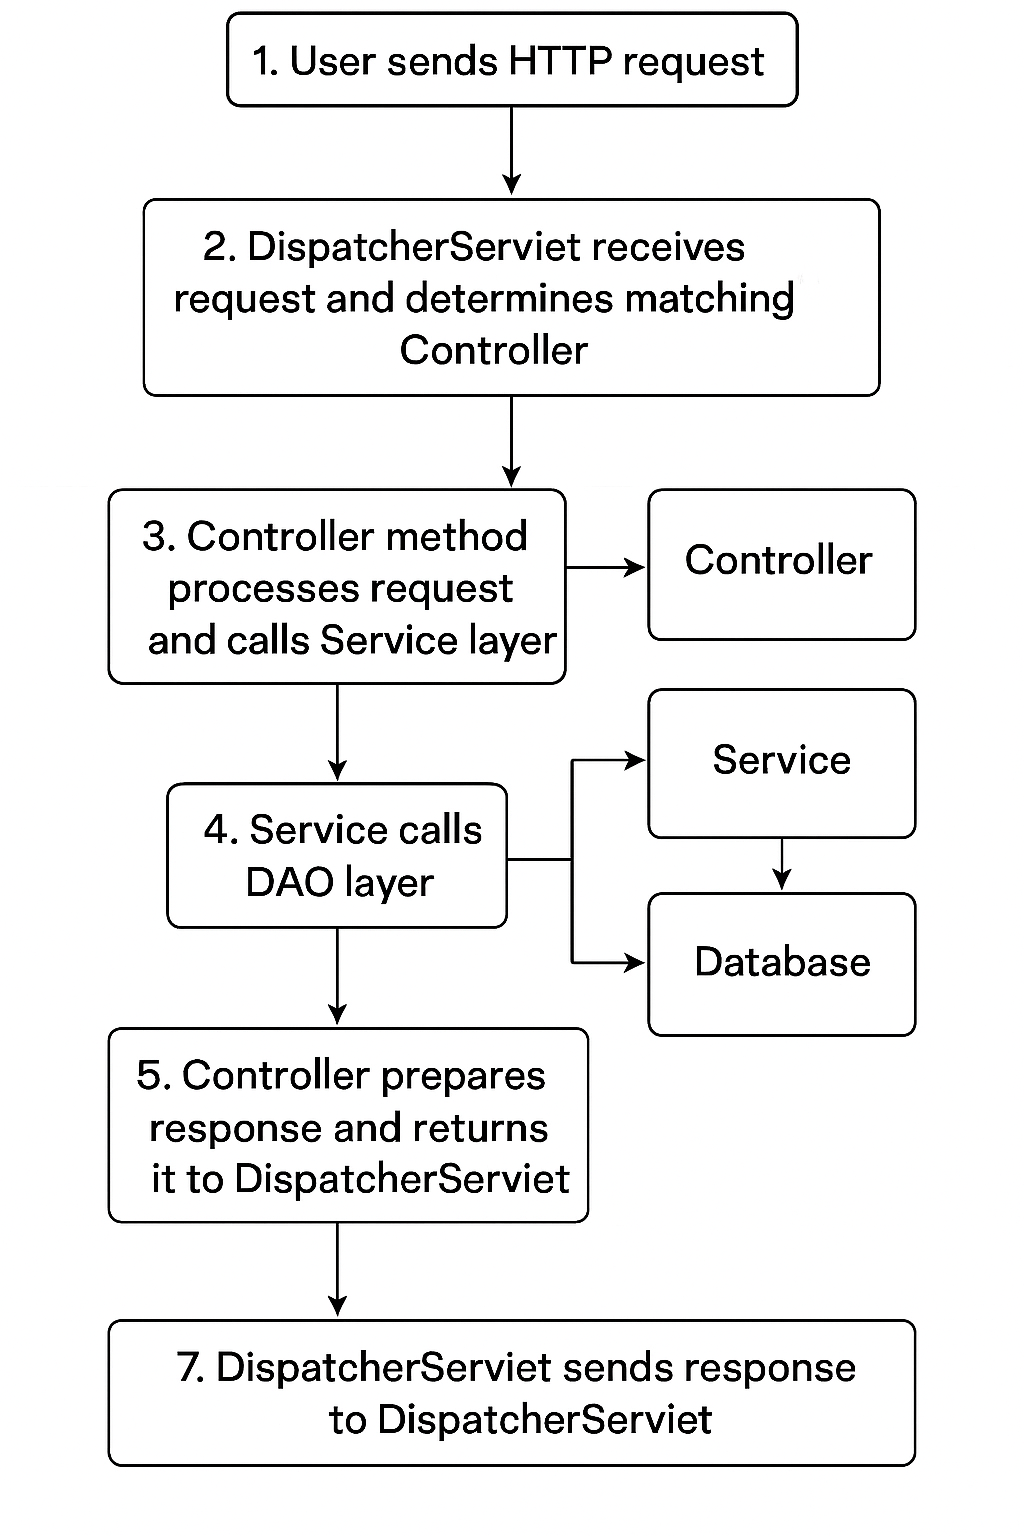 1. User sends HTTP request
2. DispatcherServiet receives
request and determines matching
Controller
3. Controller method
processes request
and calls Service layer
Controller
Service
4. Service calls
DAO layer
Database
5. Controller prepares
response and returns
it to DispatcherServiet
7. DispatcherServiet sends response
to DispatcherServiet